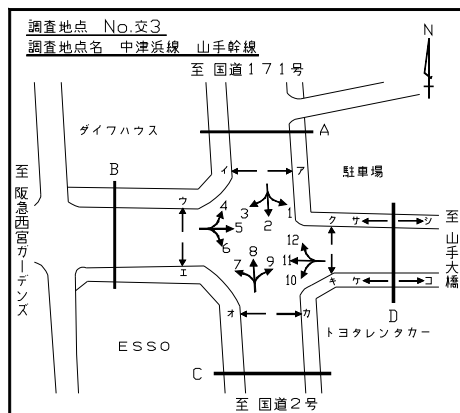 調査地点 No.交3
調査地点名 中津浜線 山手幹線
N
至 国道171号
ダイフハウス
A
駐車場
B
イ
ア
至 阪急西宮ガーデンズ
ウ
4
3
2
1
ク
サ
シ
至 山手大橋
5
12
6
8
11
エ
7
9
10
キ
ケ
コ
オ
カ
D
トヨタレンタカー
ESSO
C
至 国道2号